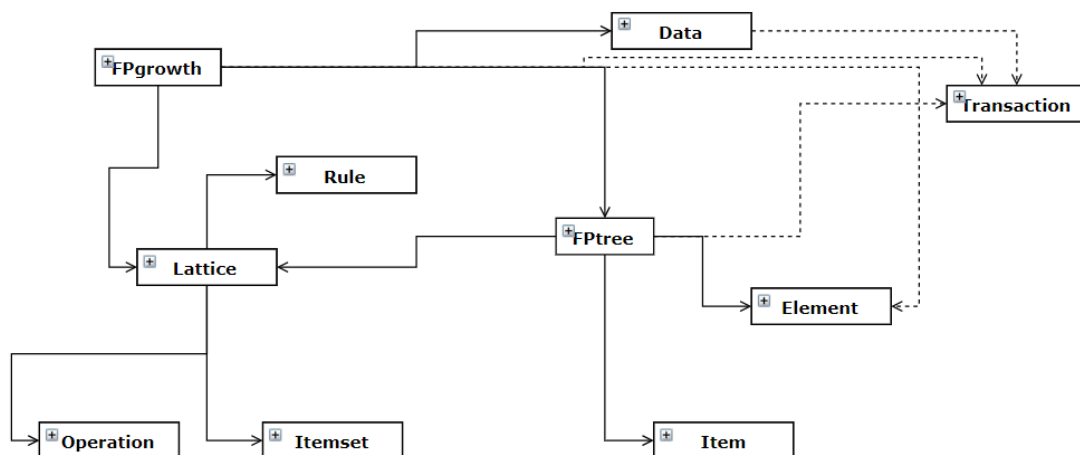 Data
FPgrowth
Transaction
Rule
FPtree
Lattice
Element
Operation
Itemset
Item